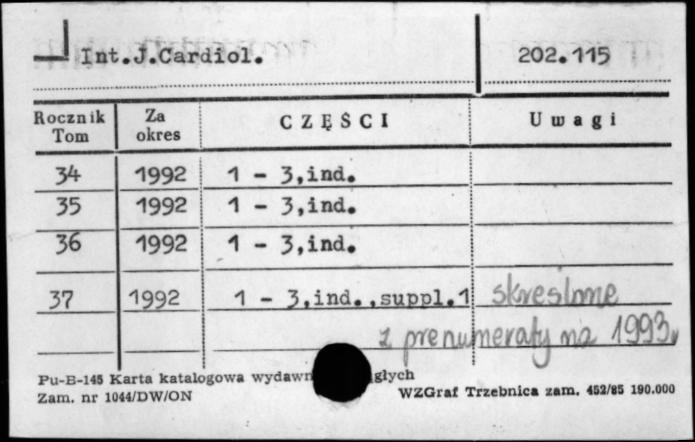 Int.J.Cardiol. 202.115
Rocznik Tom Za okres CZĘŚCI Uwagi
34 1992 1 - 3,ind.
35 1992 1 - 3,ind.
36 1992 1 - 3,ind.
37 1992 1 - 3,ind.,suppl.1 skreślone
z prenumeraty na 1993r
Pu-B-145 Karta katalogowa wydawn głych
Zam. nr 1044/DW/ON WZGraf Trzebnica zam. 452/85 190.000